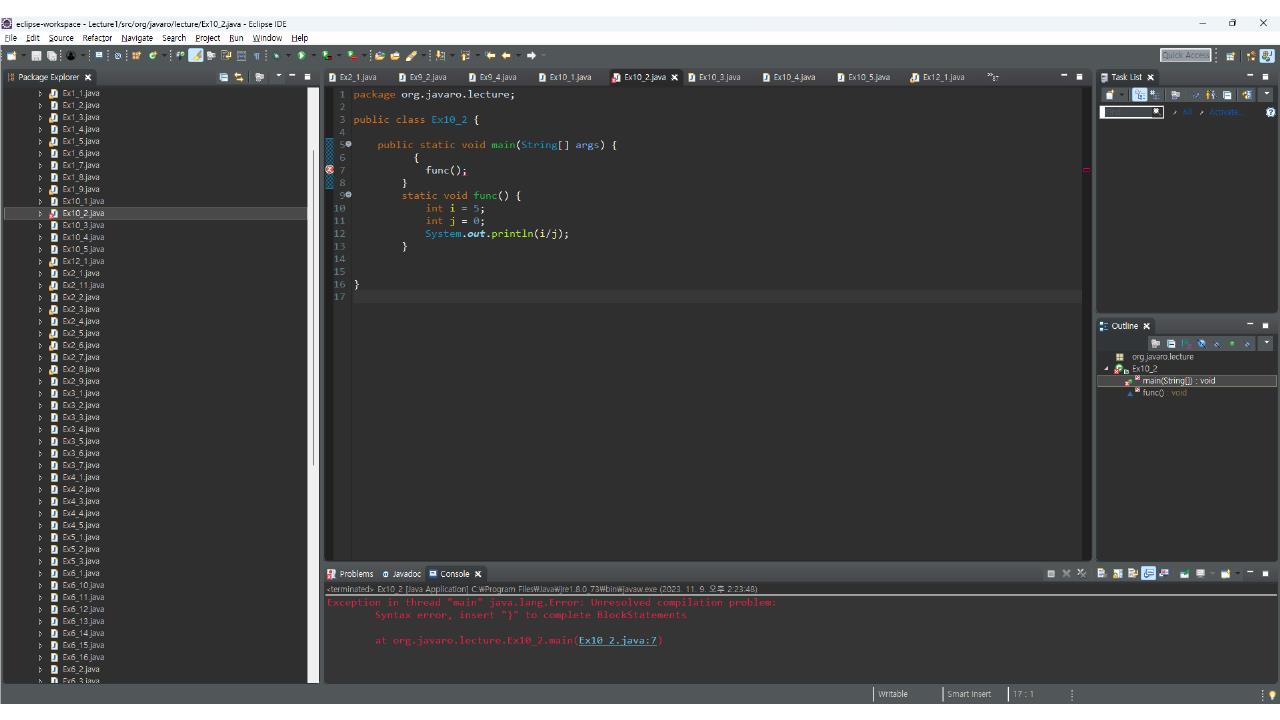 eclipse-workspace - Lecture1/src/org/javaro/lecture/Ex10_2.java - Eclipse IDE
File Edit Source Refactor Navigate Search Project Run Window Help
Quick Access
Package Explorer
Ex1_1.java
Ex1_2.java
Ex1_3.java
Ex1_4.java
Ex1_5.java
Ex1_6.java
Ex1_7.java
Ex1_8.java
Ex1_9.java
Ex10_1.java
Ex10_2.java
Ex10_3.java
Ex10_4.java
Ex10_5.java
Ex12_1.java
Ex2_1.java
Ex2_11.java
Ex2_2.java
Ex2_3.java
Ex2_4.java
Ex2_5.java
Ex2_6.java
Ex2_7.java
Ex2_8.java
Ex2_9.java
Ex3_1.java
Ex3_2.java
Ex3_3.java
Ex3_4.java
Ex3_5.java
Ex3_6.java
Ex3_7.java
Ex4_1.java
Ex4_2.java
Ex4_3.java
Ex4_4.java
Ex4_5.java
Ex5_1.java
Ex5_2.java
Ex5_3.java
Ex6_1.java
Ex6_10.java
Ex6_11.java
Ex6_12.java
Ex6_13.java
Ex6_14.java
Ex6_15.java
Ex6_16.java
Ex6_2.java
Ex6_3.java
Ex2_1.java Ex9_2.java Ex9_4.java Ex10_1.java Ex10_2.java Ex10_3.java Ex10_4.java Ex10_5.java Ex12_1.java »37
1 package org.javaro.lecture;
2
3 public class Ex10_2 {
4
5 public static void main(String[] args) {
6 {
7 func();
8 }
9 static void func() {
10 int i = 5;
11 int j = 0;
12 System.out.println(i/j);
13 }
14
15
16 }
17
Task List
Find All Activate...
Outline
org.javaro.lecture
Ex10_2
main(String[]) : void
func() : void
Problems Javadoc Console
<terminated> Ex10_2 [Java Application] C:₩Program Files₩Java₩jre1.8.0_73₩bin₩javaw.exe (2023. 11. 9. 오후 2:23:48)
Exception in thread "main" java.lang.Error: Unresolved compilation problem:
Syntax error, insert "}" to complete BlockStatements
at org.javaro.lecture.Ex10_2.main(Ex10_2.java:7)
Writable Smart Insert 17 : 1